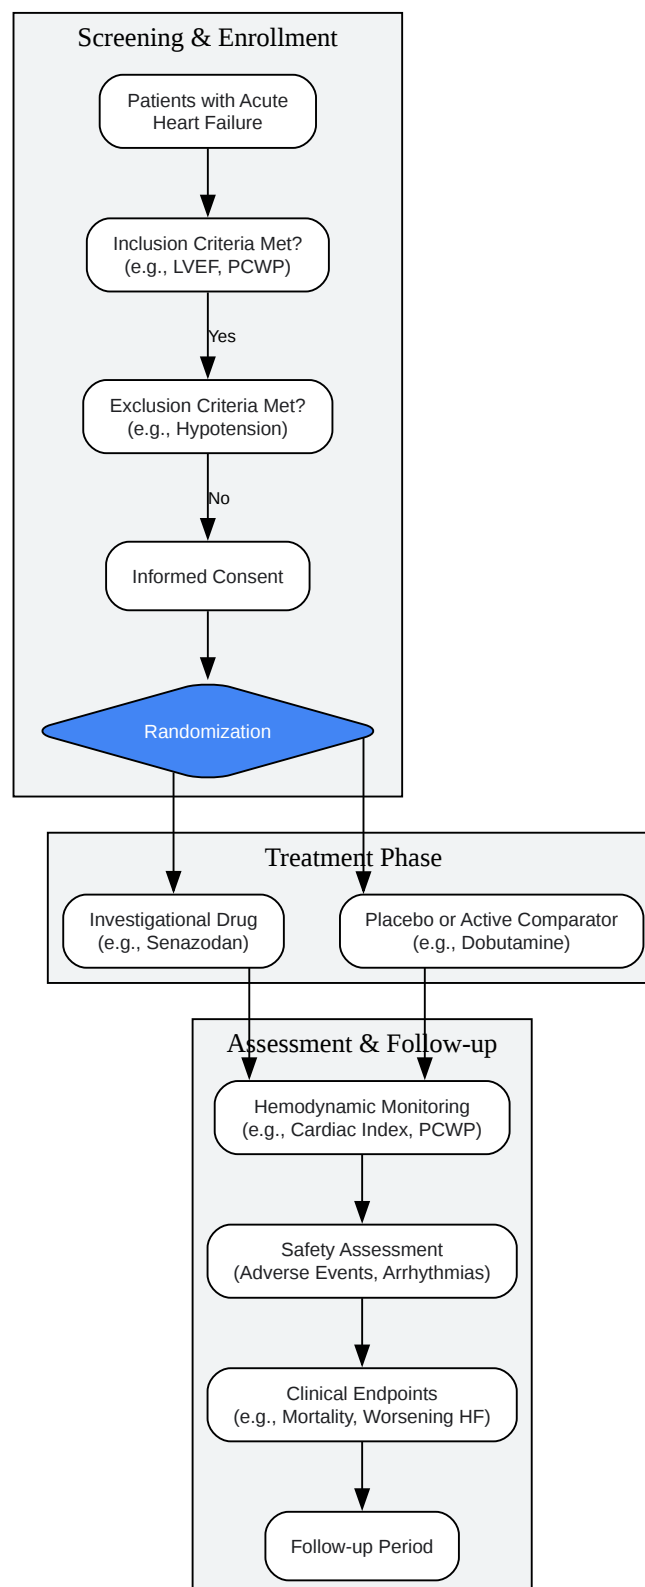 Screening & Enrollment
Patients with Acute
Heart Failure
Inclusion Criteria Met?
(e.g., LVEF, PCWP)
Yes
Exclusion Criteria Met?
(e.g., Hypotension)
No
Informed Consent
Randomization
Treatment Phase
Investigational Drug
(e.g., Senazodan)
Placebo or Active Comparator
(e.g., Dobutamine)
Assessment & Follow-up
Hemodynamic Monitoring
(e.g., Cardiac Index, PCWP)
Safety Assessment
(Adverse Events, Arrhythmias)
Clinical Endpoints
(e.g., Mortality, Worsening HF)
Follow-up Period